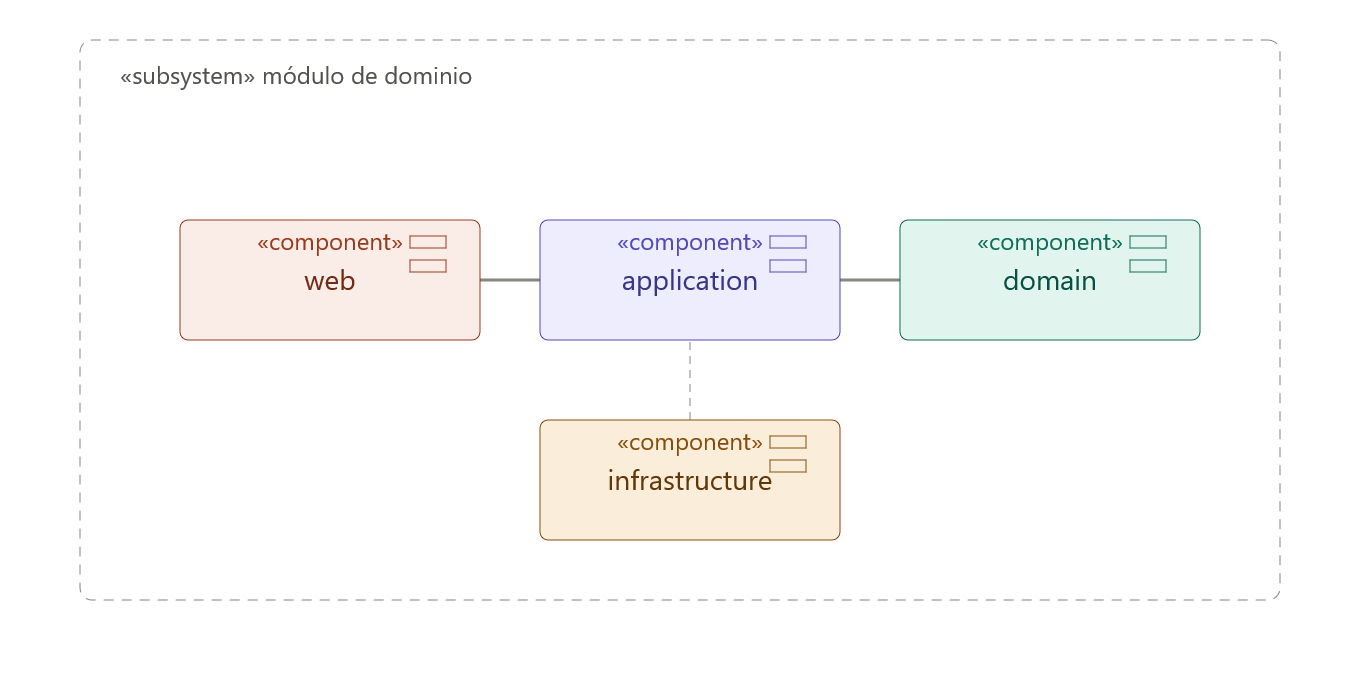 «subsystem» módulo de dominio
«component»
web
«component»
application
«component»
domain
«component»
infrastructure